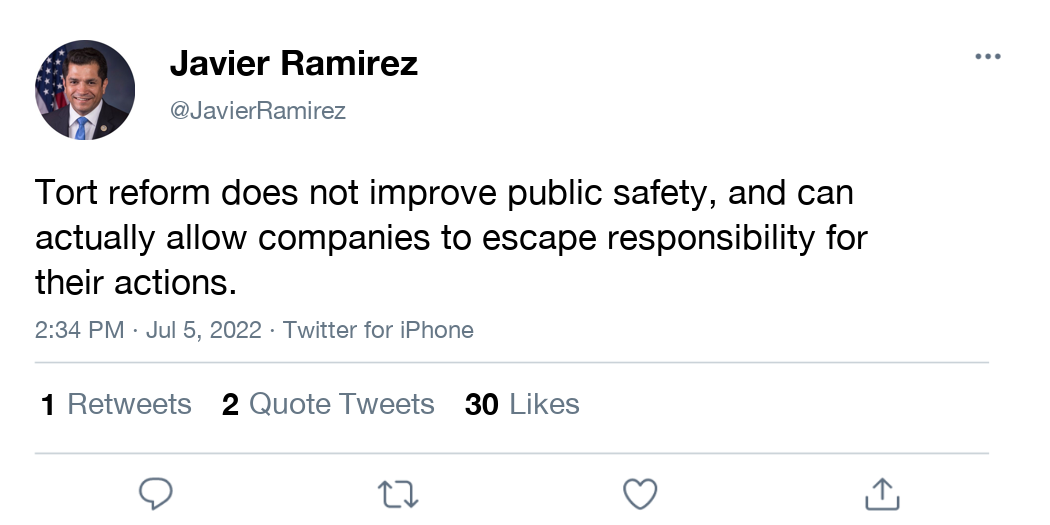 Javier Ramirez
@JavierRamirez
Tort reform does not improve public safety, and can
actually allow companies to escape responsibility for
their actions.
2:34 PM · Jul 5, 2022 · Twitter for iPhone
1 Retweets 2 Quote Tweets 30 Likes